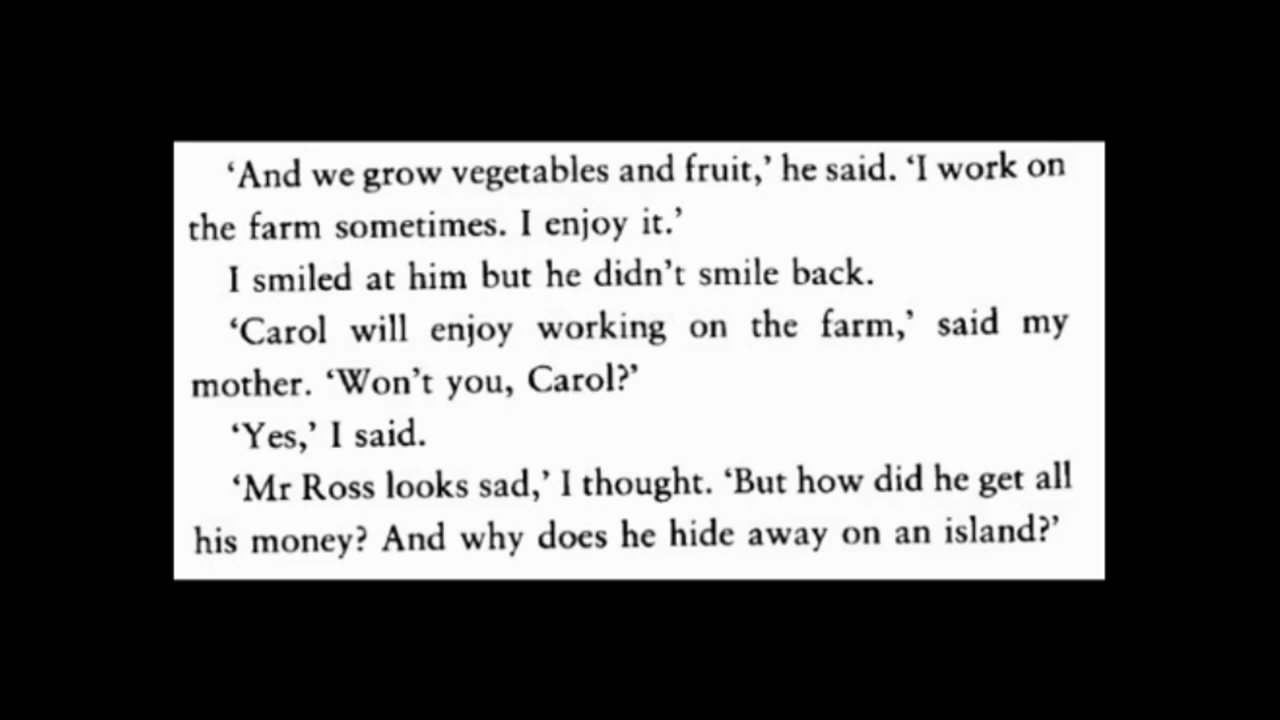 ‘And we grow vegetables and fruit,’ he said. ‘I work on
the farm sometimes. I enjoy it.’
I smiled at him but he didn’t smile back.
‘Carol will enjoy working on the farm,’ said my
mother. ‘Won’t you, Carol?’
‘Yes,’ I said.
‘Mr Ross looks sad,’ I thought. ‘But how did he get all
his money? And why does he hide away on an island?’